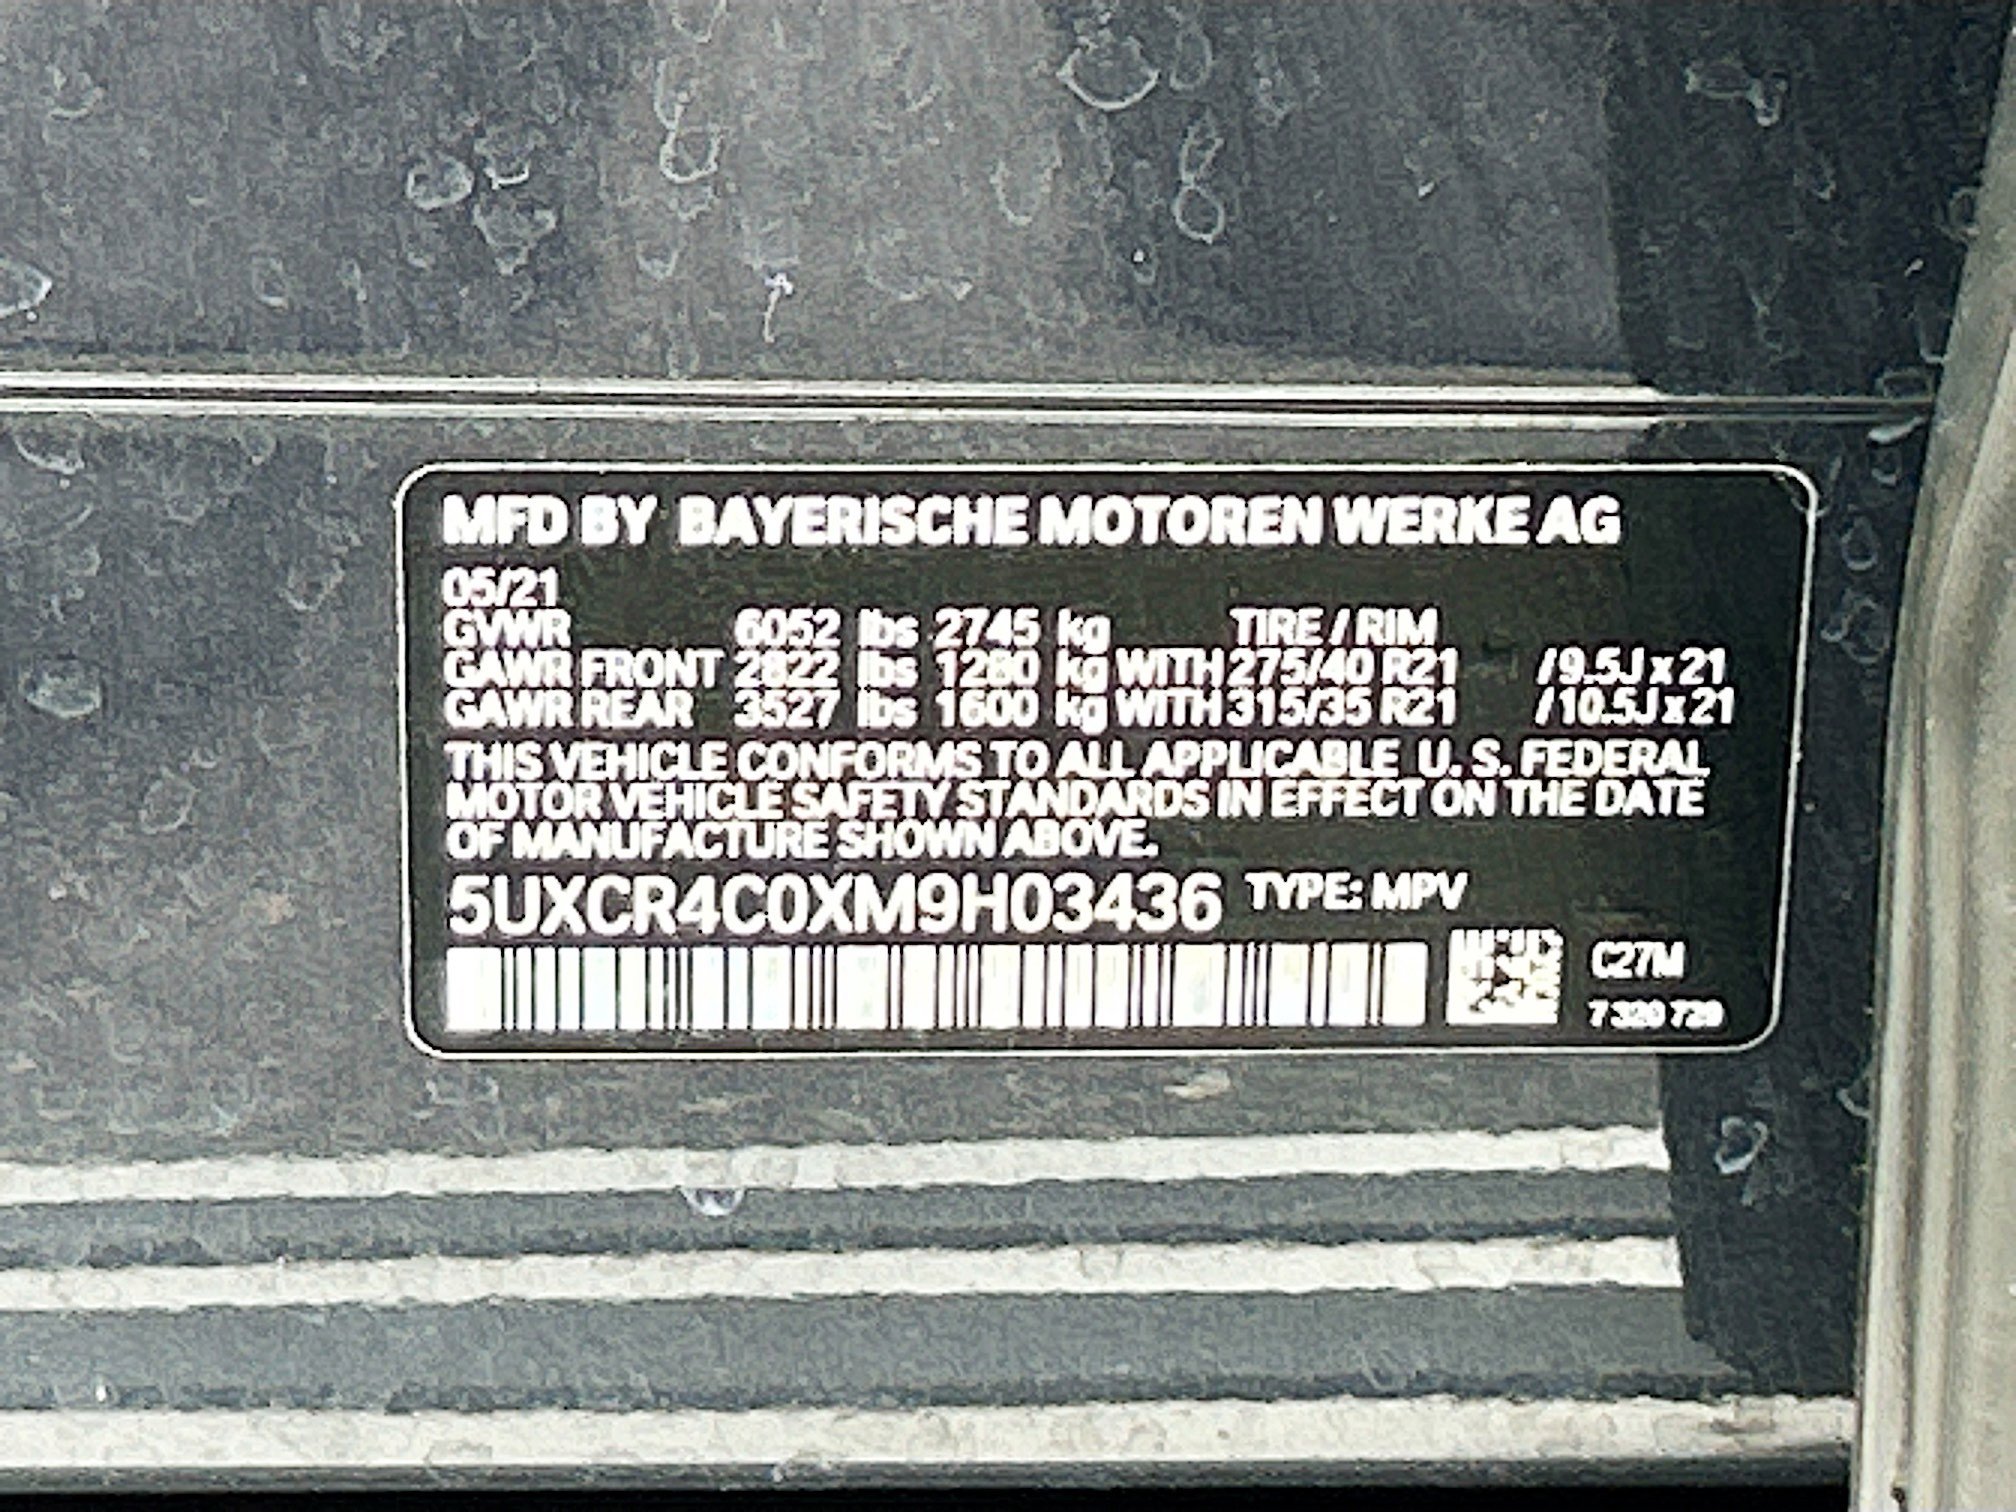 MFD BY BAYERISCHE MOTOREN WERKE AG
05/21
GVWR 6052 lbs 2745 kg TIRE / RIM
GAWR FRONT 2822 lbs 1280 kg WITH 275/40 R21 / 9.5J x 21
GAWR REAR 3527 lbs 1600 kg WITH 315/35 R21 / 10.5J x 21
THIS VEHICLE CONFORMS TO ALL APPLICABLE U. S. FEDERAL
MOTOR VEHICLE SAFETY STANDARDS IN EFFECT ON THE DATE
OF MANUFACTURE SHOWN ABOVE.
5UXCR4C0XM9H03436 TYPE: MPV
C27M